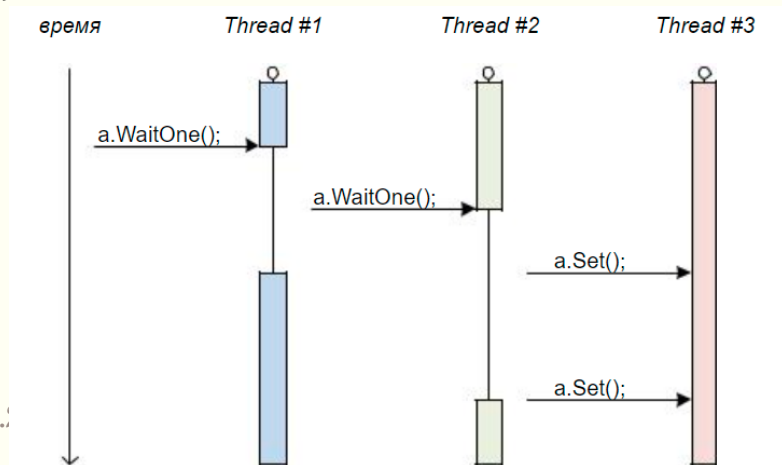 время Thread #1 Thread #2 Thread #3
a.WaitOne();
a.WaitOne();
a.Set();
a.Set();